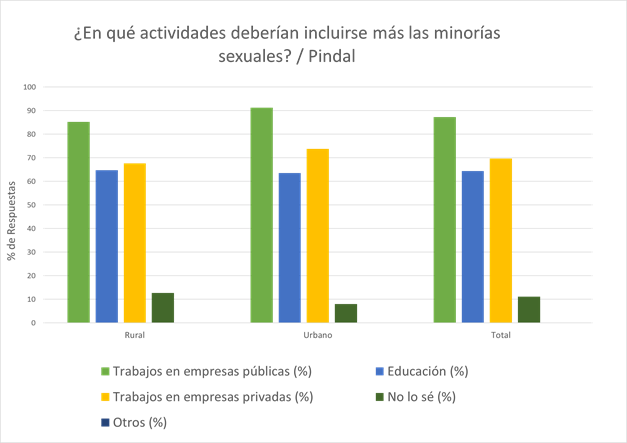 ¿En qué actividades deberían incluirse más las minorías
sexuales? / Pindal
100
90
80
70
60
50
40
30
20
10
0
% de Respuestas
Rural Urbano Total
Trabajos en empresas públicas (%) Educación (%)
Trabajos en empresas privadas (%) No lo sé (%)
Otros (%)